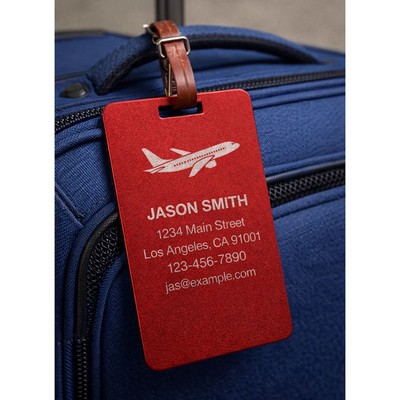 JASON SMITH
1234 Main Street
Los Angeles, CA 91001
123-456-7890
jas@example.com